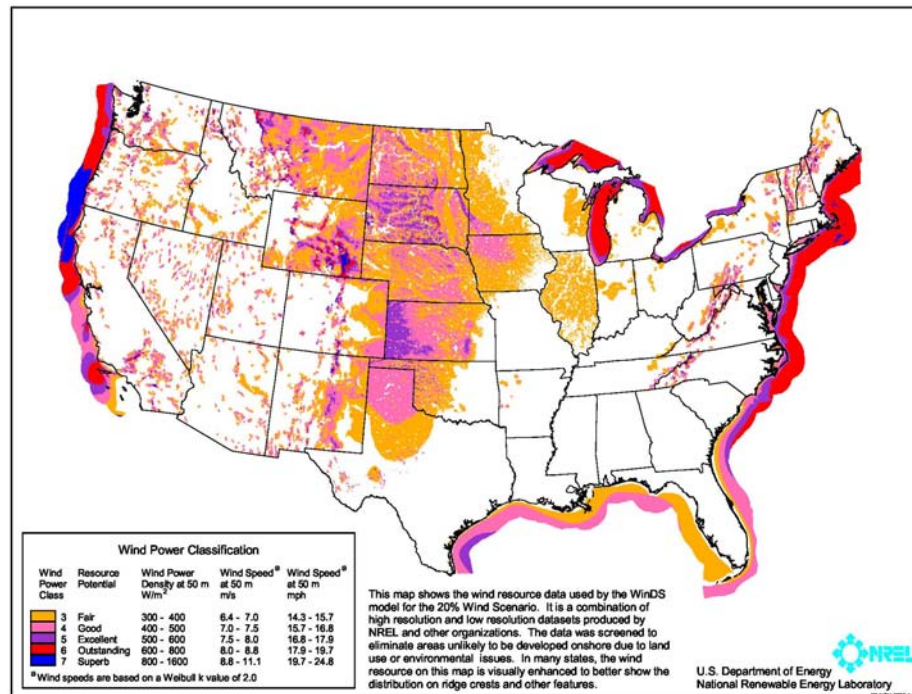 Wind Power Classification
Wind Power Class Resource Potential Wind Power Density at 50 m W/m² Wind Speed ᵃ at 50 m m/s Wind Speed ᵃ at 50 m mph
3 Fair 300 - 400 6.4 - 7.0 14.3 - 15.7
4 Good 400 - 500 7.0 - 7.5 15.7 - 16.8
5 Excellent 500 - 600 7.5 - 8.0 16.8 - 17.9
6 Outstanding 600 - 800 8.0 - 8.8 17.9 - 19.7
7 Superb 800 - 1600 8.8 - 11.1 19.7 - 24.8
ᵃ Wind speeds are based on a Weibull k value of 2.0
This map shows the wind resource data used by the WinDS
model for the 20% Wind Scenario. It is a combination of
high resolution and low resolution datasets produced by
NREL and other organizations. The data was screened to
eliminate areas unlikely to be developed onshore due to land
use or environmental issues. In many states, the wind
resource on this map is visually enhanced to better show the
distribution on ridge crests and other features.
NREL
U.S. Department of Energy
National Renewable Energy Laboratory